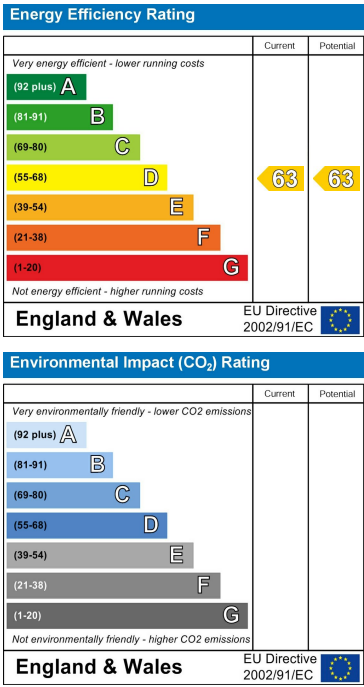 Energy Efficiency Rating
Current Potential
Very energy efficient - lower running costs
(92 plus) A
(81-91) B
(69-80) C
(55-68) D 63 63
(39-54) E
(21-38) F
(1-20) G
Not energy efficient - higher running costs
England & Wales EU Directive
2002/91/EC
Environmental Impact (CO₂) Rating
Current Potential
Very environmentally friendly - lower CO2 emissions
(92 plus) A
(81-91) B
(69-80) C
(55-68) D
(39-54) E
(21-38) F
(1-20) G
Not environmentally friendly - higher CO2 emissions
England & Wales EU Directive
2002/91/EC